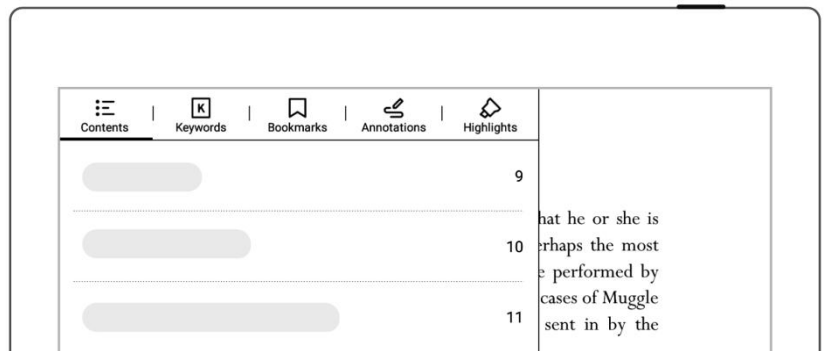 Contents | Keywords | Bookmarks | Annotations | Highlights
9
10
11
hat he or she is
erhaps the most
e performed by
cases of Muggle
sent in by the